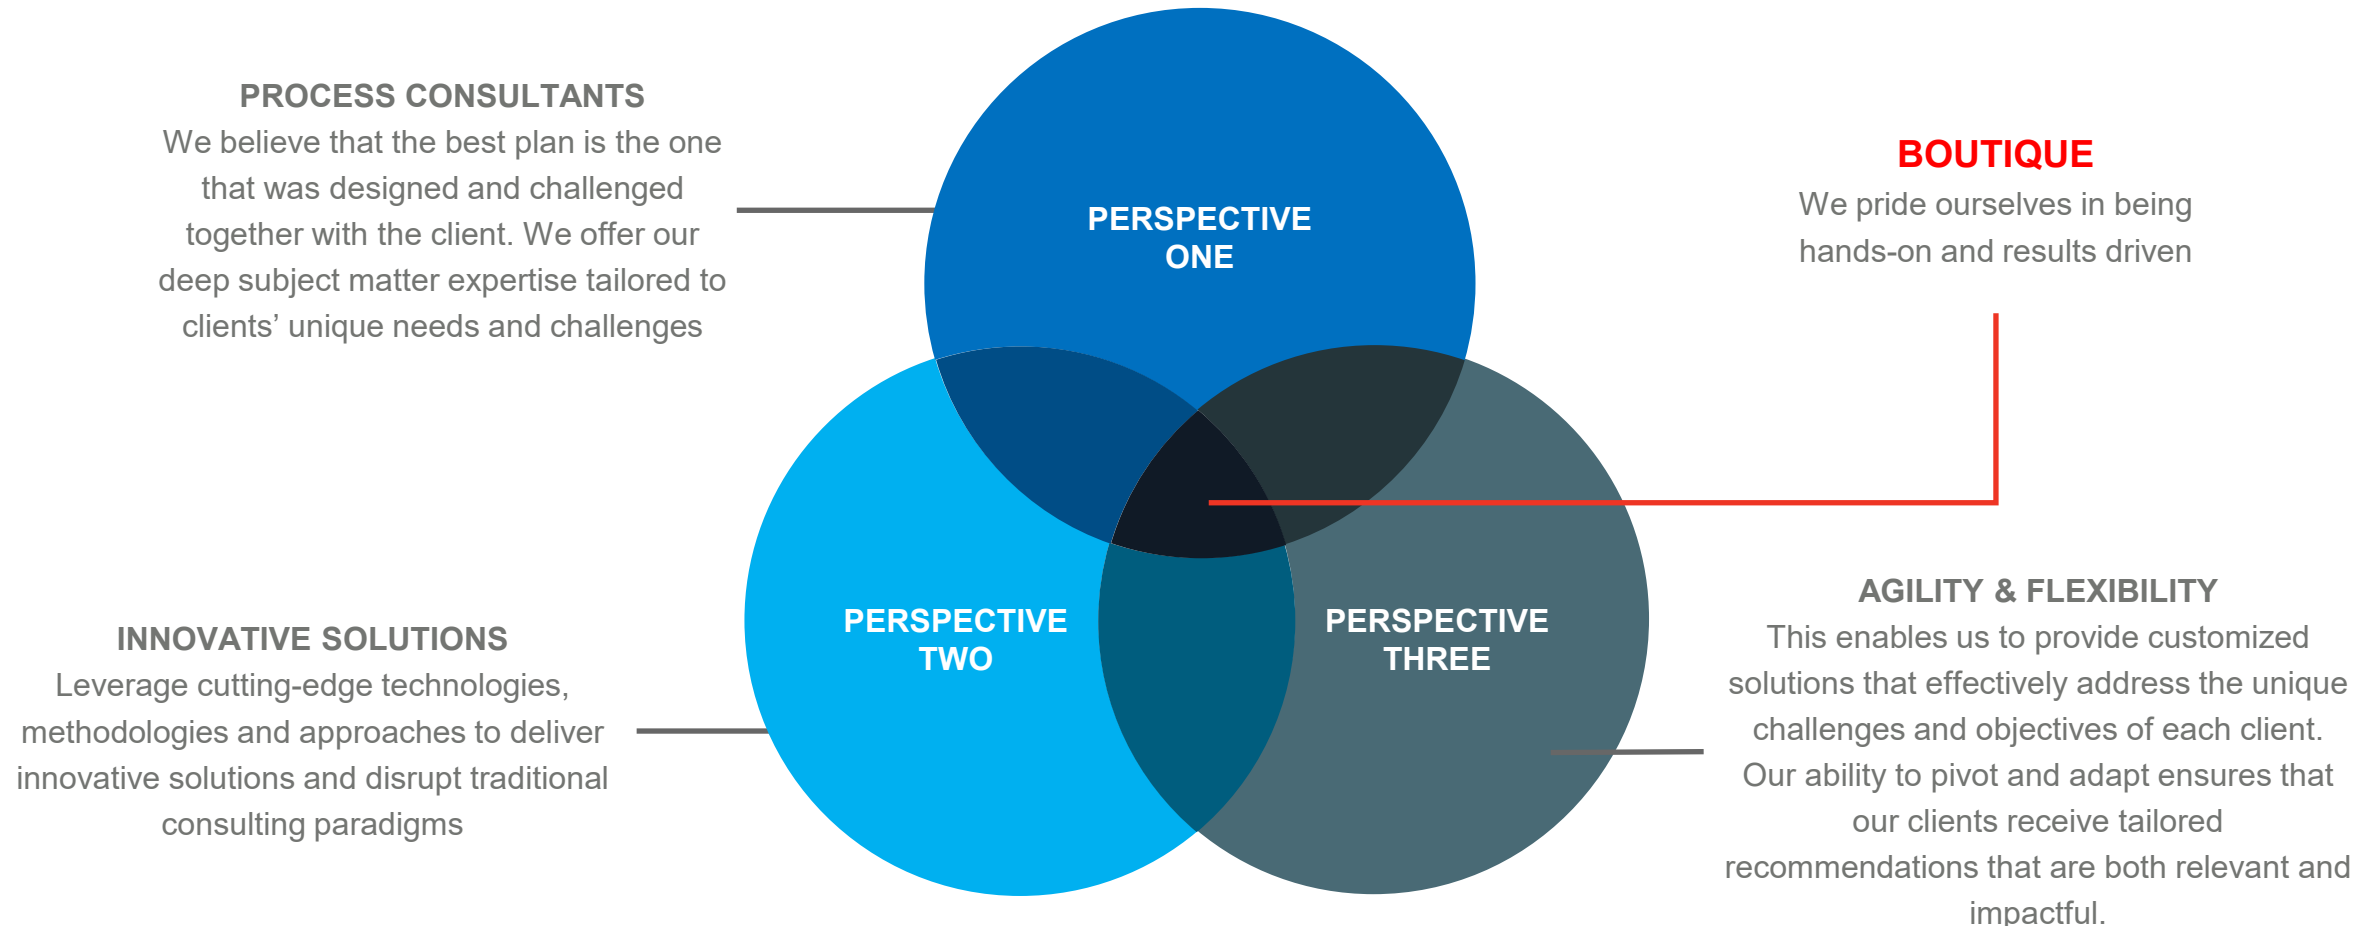 PROCESS CONSULTANTS
We believe that the best plan is the one
that was designed and challenged
together with the client. We offer our
deep subject matter expertise tailored to
clients’ unique needs and challenges
PERSPECTIVE
ONE
BOUTIQUE
We pride ourselves in being
hands-on and results driven
INNOVATIVE SOLUTIONS
Leverage cutting-edge technologies,
methodologies and approaches to deliver
innovative solutions and disrupt traditional
consulting paradigms
PERSPECTIVE
TWO
PERSPECTIVE
THREE
AGILITY & FLEXIBILITY
This enables us to provide customized
solutions that effectively address the unique
challenges and objectives of each client.
Our ability to pivot and adapt ensures that
our clients receive tailored
recommendations that are both relevant and
impactful.